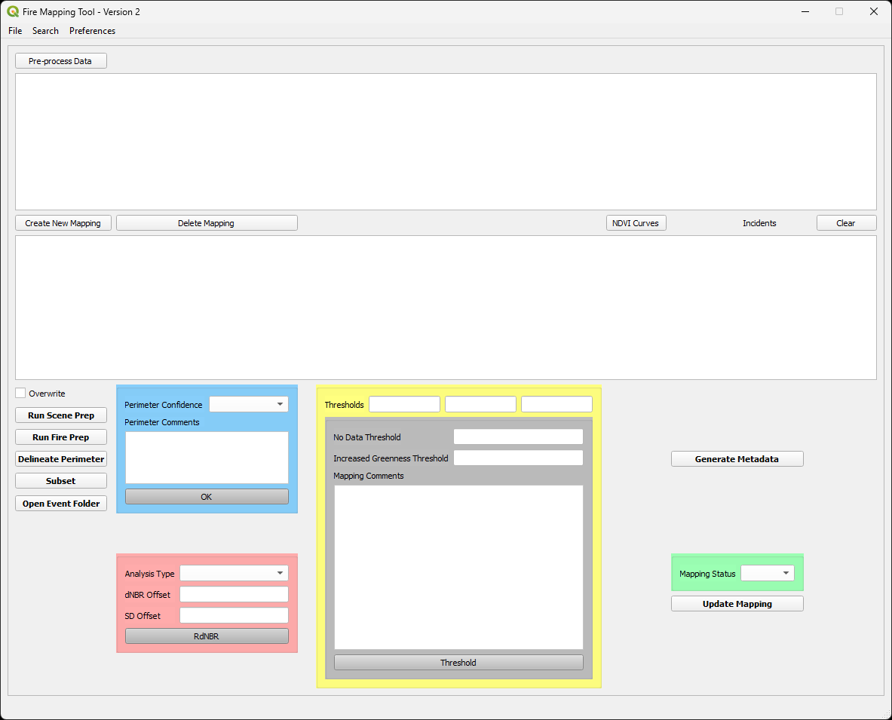 Fire Mapping Tool - Version 2
File Search Preferences
Pre-process Data
Create New Mapping Delete Mapping NDVI Curves Incidents Clear
Overwrite
Run Scene Prep
Run Fire Prep
Delineate Perimeter
Subset
Open Event Folder
Perimeter Confidence
Perimeter Comments
OK
Analysis Type
dNBR Offset
SD Offset
RdNBR
Thresholds
No Data Threshold
Increased Greenness Threshold
Mapping Comments
Threshold
Generate Metadata
Mapping Status
Update Mapping